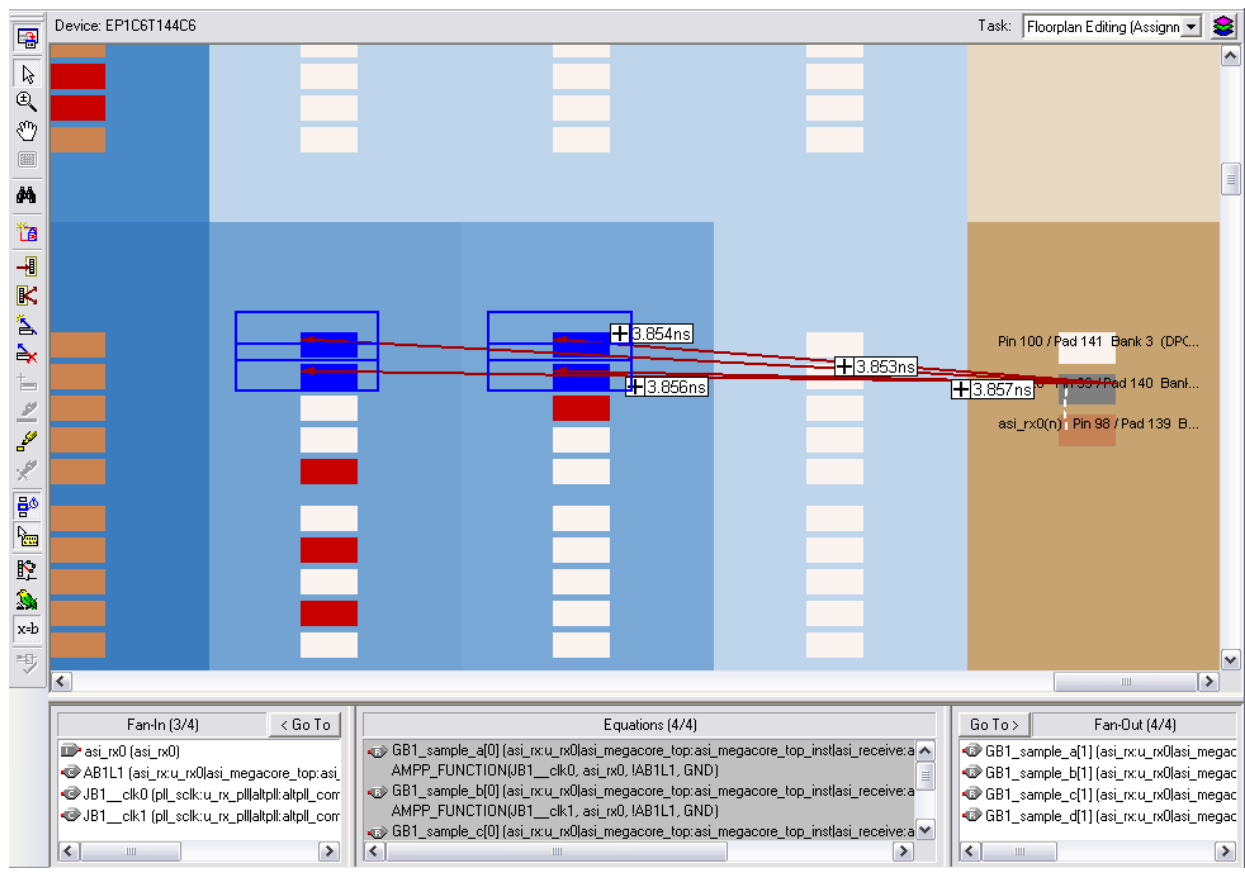 Device: EP1C6T144C6
Task: Floorplan Editing (Assignn
3.854ns
3.853ns
3.856ns
3.857ns
Pin 100 / Pad 141 Bank 3 (DPC...
Pad 140 Bank...
asi_rx0(n) Pin 98 / Pad 139 B...
x=b
Fan-In (3/4)
< Go To
asi_rx0 (asi_rx0)
AB1L1 (asi_rx:u_rx0|asi_megacore_top:asi_
JB1__clk0 (pll_sclk:u_rx_pll|altpll:altpll_com
JB1__clk1 (pll_sclk:u_rx_pll|altpll:altpll_com
Equations (4/4)
GB1_sample_a[0] (asi_rx:u_rx0|asi_megacore_top:asi_megacore_top_inst|asi_receive:a
AMPP_FUNCTION(JB1__clk0, asi_rx0, !AB1L1, GND)
GB1_sample_b[0] (asi_rx:u_rx0|asi_megacore_top:asi_megacore_top_inst|asi_receive:a
AMPP_FUNCTION(JB1__clk1, asi_rx0, !AB1L1, GND)
GB1_sample_c[0] (asi_rx:u_rx0|asi_megacore_top:asi_megacore_top_inst|asi_receive:a
Go To >
Fan-Out (4/4)
GB1_sample_a[1] (asi_rx:u_rx0|asi_megac
GB1_sample_b[1] (asi_rx:u_rx0|asi_megac
GB1_sample_c[1] (asi_rx:u_rx0|asi_megac
GB1_sample_d[1] (asi_rx:u_rx0|asi_megac